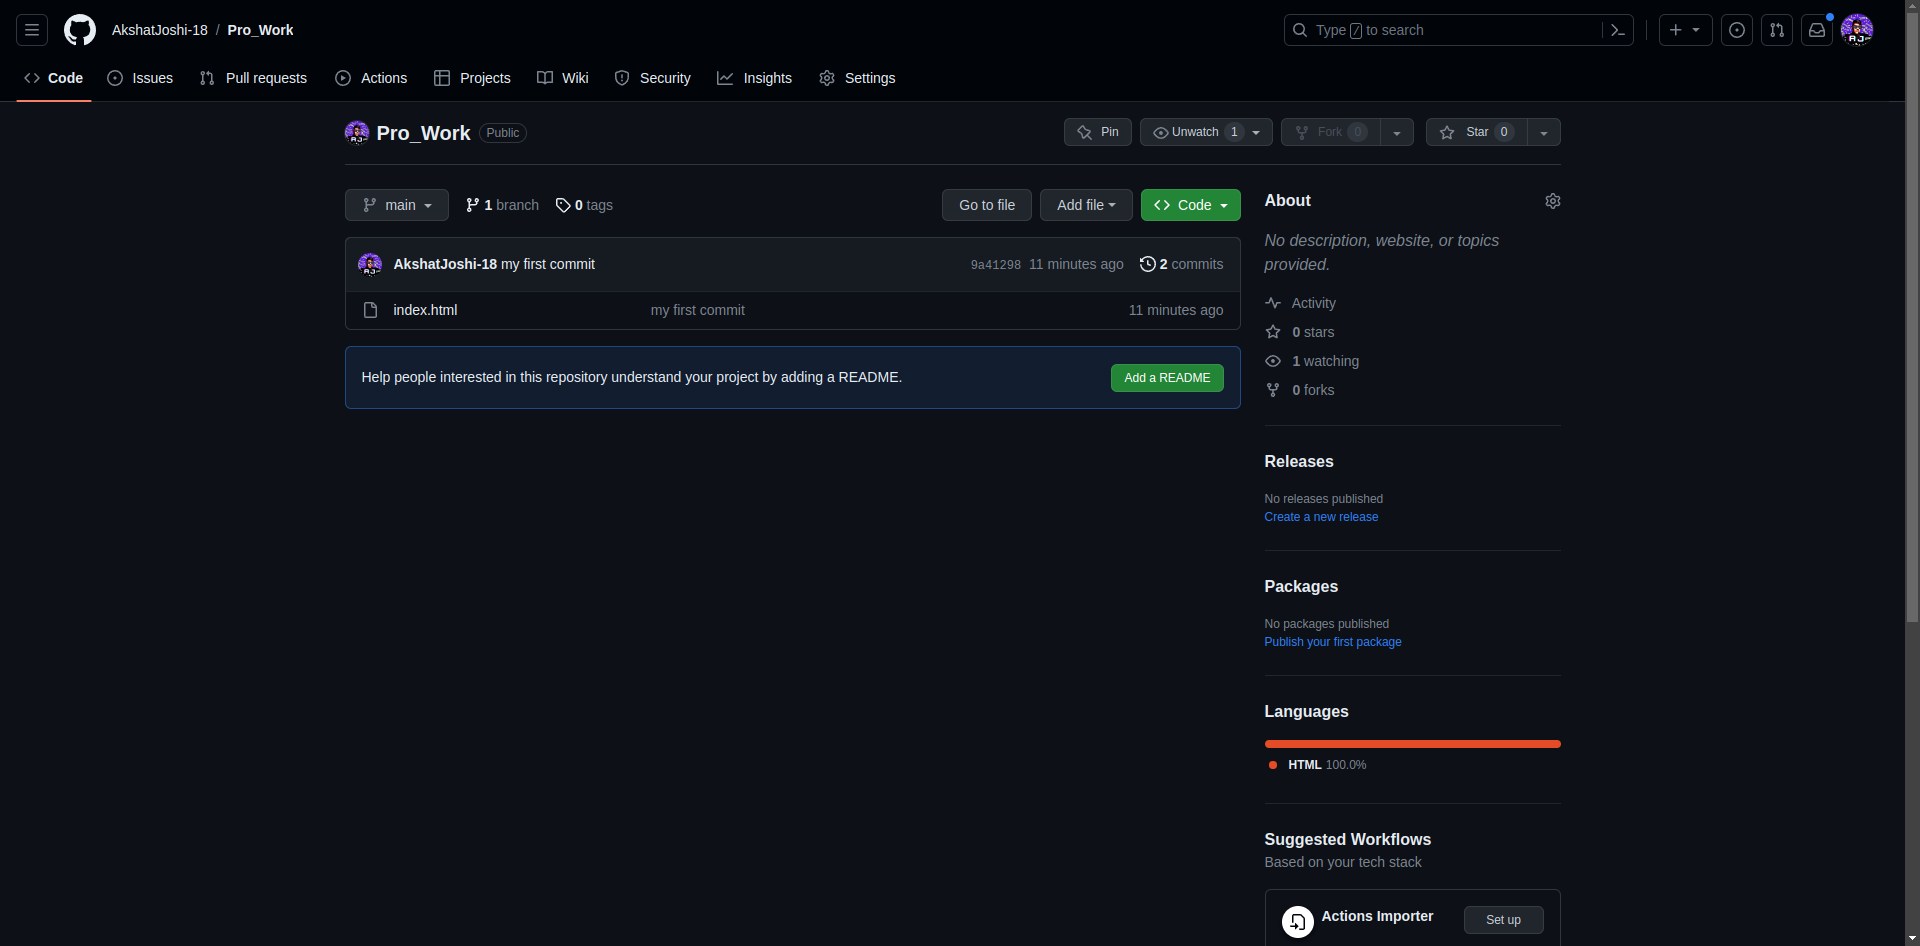 AkshatJoshi-18 / Pro_Work
Type / to search
Code Issues Pull requests Actions Projects Wiki Security Insights Settings
Pro_Work Public
Pin Unwatch 1 Fork 0 Star 0
main 1 branch 0 tags Go to file Add file Code
AkshatJoshi-18 my first commit 9a41298 11 minutes ago 2 commits
index.html my first commit 11 minutes ago
Help people interested in this repository understand your project by adding a README. Add a README
About
No description, website, or topics
provided.
Activity
0 stars
1 watching
0 forks
Releases
No releases published
Create a new release
Packages
No packages published
Publish your first package
Languages
HTML 100.0%
Suggested Workflows
Based on your tech stack
Actions Importer Set up